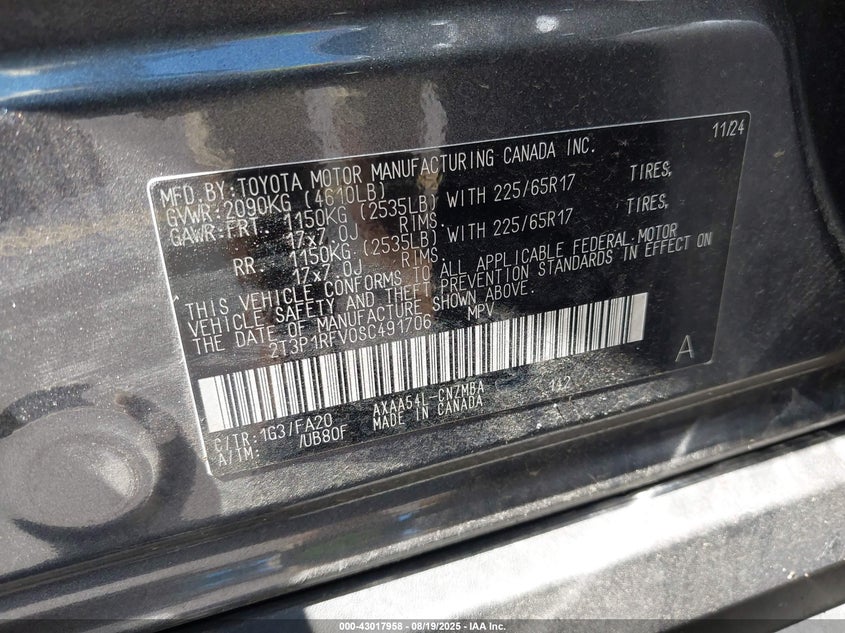 11/24
MFD.BY:TOYOTA MOTOR MANUFACTURING CANADA INC.
GVWR:2090KG (4610LB)
GAWR:FRT. 1150KG (2535LB) WITH 225/65R17 TIRES,
17x7.0J RIMS.
RR. 1150KG (2535LB) WITH 225/65R17 TIRES,
17x7.0J RIMS.
THIS VEHICLE CONFORMS TO ALL APPLICABLE FEDERAL MOTOR
VEHICLE SAFETY AND THEFT PREVENTION STANDARDS IN EFFECT ON
THE DATE OF MANUFACTURE SHOWN ABOVE.
2T3P1RFV0SC491706 MPV
A
C/TR:1G3/FA20 AXAA54L-CNZMBA 142
A/TM: /UB80F MADE IN CANADA
000-43017958 - 08/19/2025 - IAA Inc.